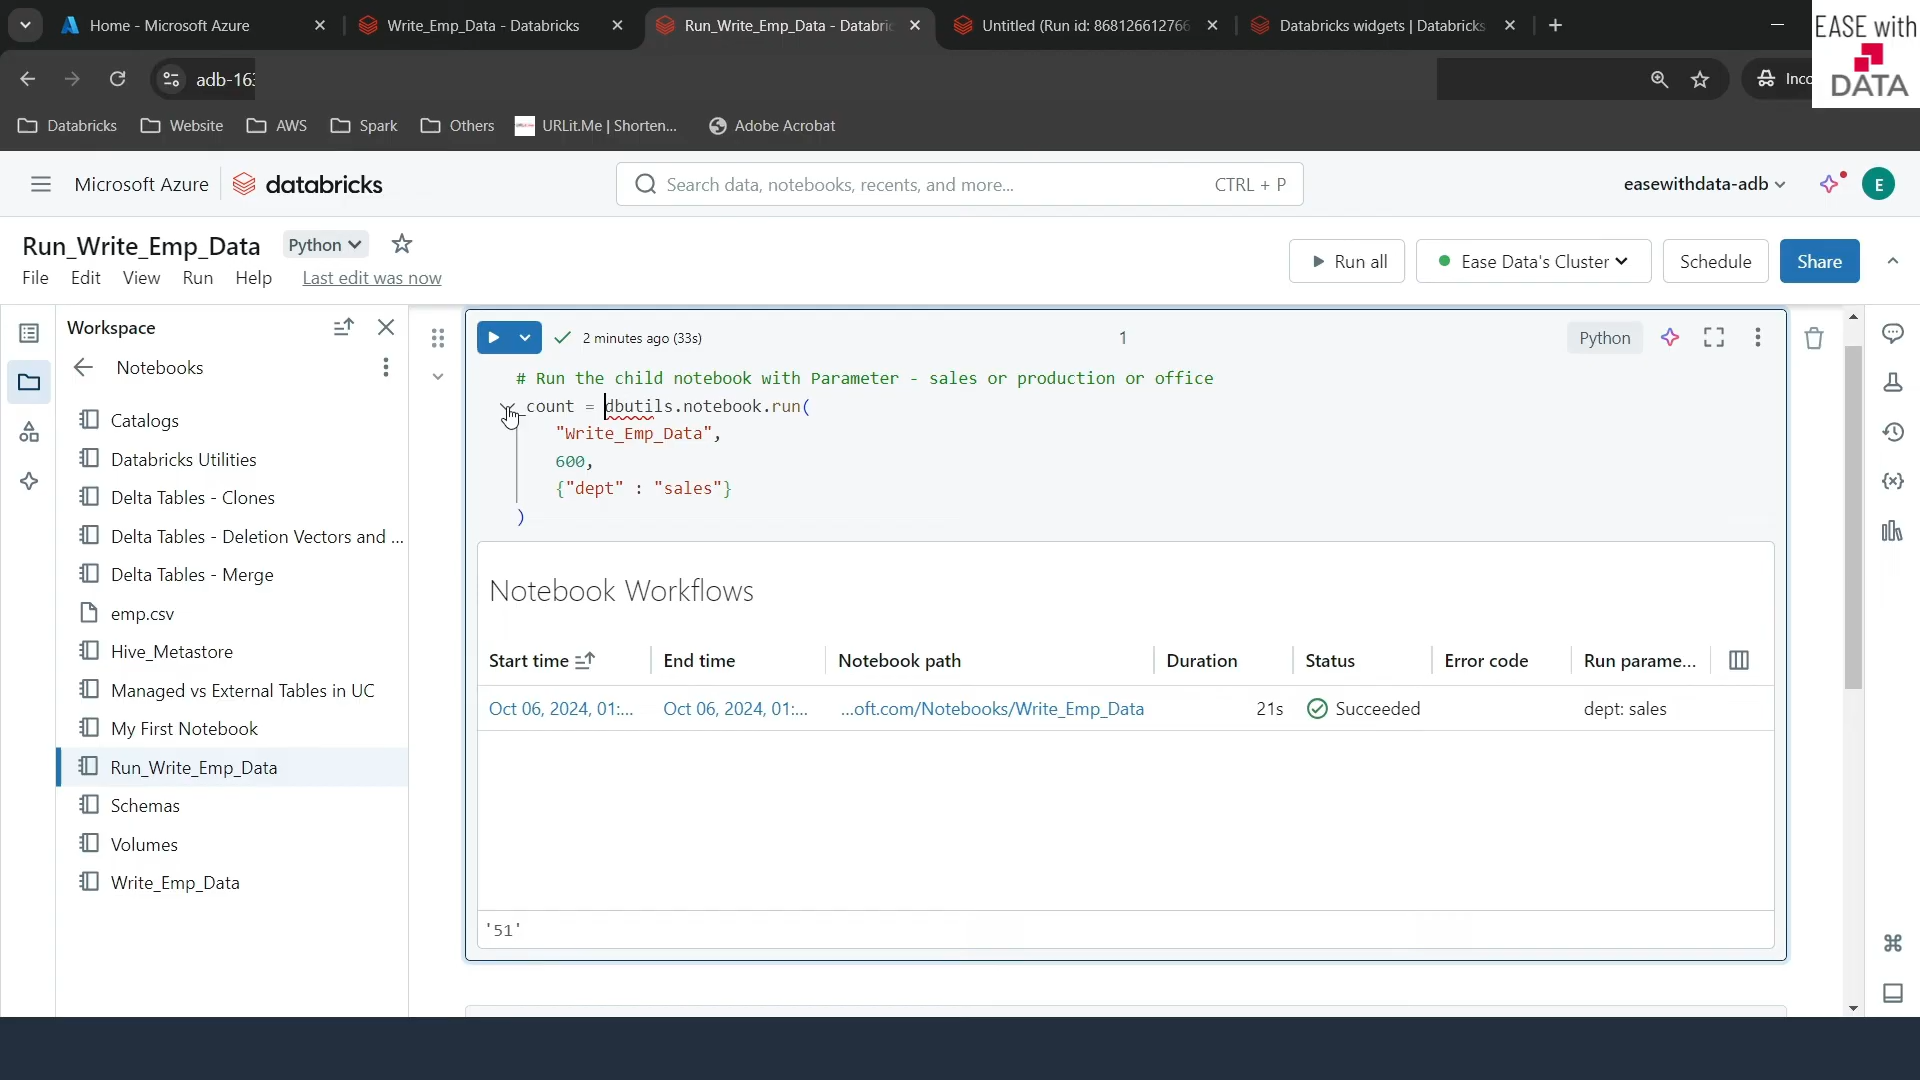 Home - Microsoft Azure
Write_Emp_Data - Databricks
Run_Write_Emp_Data - Databric
Untitled (Run id: 868126612766
Databricks widgets | Databricks
EASE with
DATA
adb-163
Inco
Databricks
Website
AWS
Spark
Others
URLit.Me | Shorten...
Adobe Acrobat
Microsoft Azure
databricks
Search data, notebooks, recents, and more...
CTRL + P
easewithdata-adb
E
Run_Write_Emp_Data
Python
File
Edit
View
Run
Help
Last edit was now
Run all
Ease Data's Cluster
Schedule
Share
Workspace
Notebooks
Catalogs
Databricks Utilities
Delta Tables - Clones
Delta Tables - Deletion Vectors and ...
Delta Tables - Merge
emp.csv
Hive_Metastore
Managed vs External Tables in UC
My First Notebook
Run_Write_Emp_Data
Schemas
Volumes
Write_Emp_Data
2 minutes ago (33s)
1
Python
# Run the child notebook with Parameter - sales or production or office
_count = dbutils.notebook.run(
"Write_Emp_Data",
600,
{"dept" : "sales"}
)
Notebook Workflows
Start time
End time
Notebook path
Duration
Status
Error code
Run parame...
Oct 06, 2024, 01:...
Oct 06, 2024, 01:...
...oft.com/Notebooks/Write_Emp_Data
21s
Succeeded
dept: sales
'51'